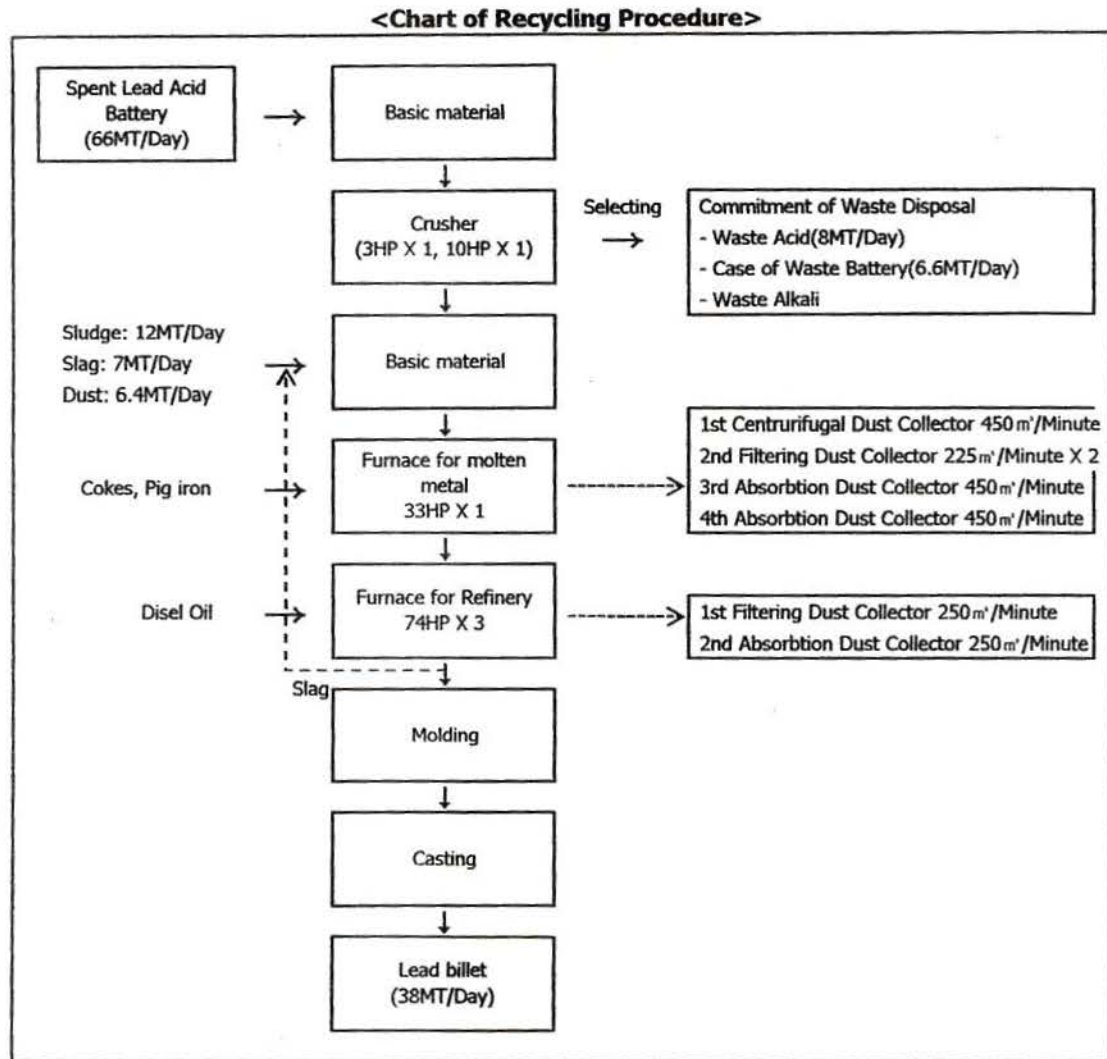 <Chart of Recycling Procedure>
Spent Lead Acid
Battery
(66MT/Day)
Basic material
Crusher
(3HP X 1, 10HP X 1)
Selecting
Commitment of Waste Disposal
- Waste Acid(8MT/Day)
- Case of Waste Battery(6.6MT/Day)
- Waste Alkali
Sludge: 12MT/Day
Slag: 7MT/Day
Dust: 6.4MT/Day
Basic material
Cokes, Pig iron
Furnace for molten
metal
33HP X 1
1st Centrurifugal Dust Collector 450㎥/Minute
2nd Filtering Dust Collector 225㎥/Minute X 2
3rd Absorbtion Dust Collector 450㎥/Minute
4th Absorbtion Dust Collector 450㎥/Minute
Disel Oil
Furnace for Refinery
74HP X 3
1st Filtering Dust Collector 250㎥/Minute
2nd Absorbtion Dust Collector 250㎥/Minute
Slag
Molding
Casting
Lead billet
(38MT/Day)